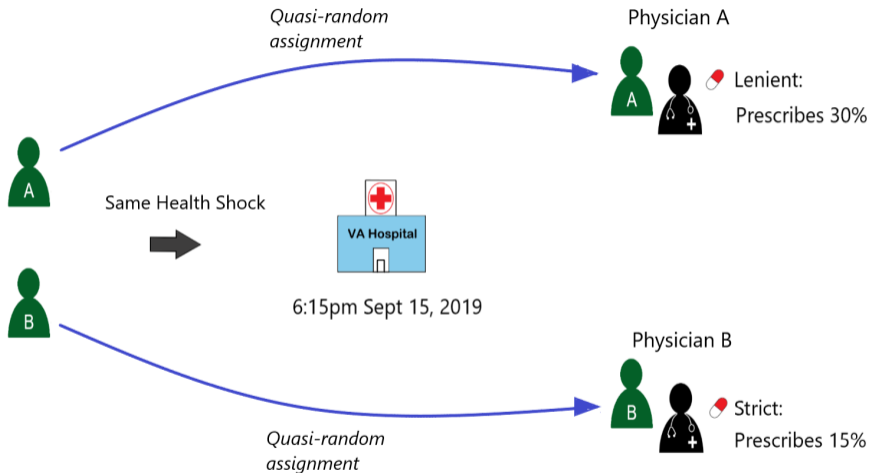 Quasi-random
assignment
Physician A
A
Lenient:
Prescribes 30%
A
Same Health Shock
VA Hospital
B
6:15pm Sept 15, 2019
Physician B
B
Strict:
Prescribes 15%
Quasi-random
assignment